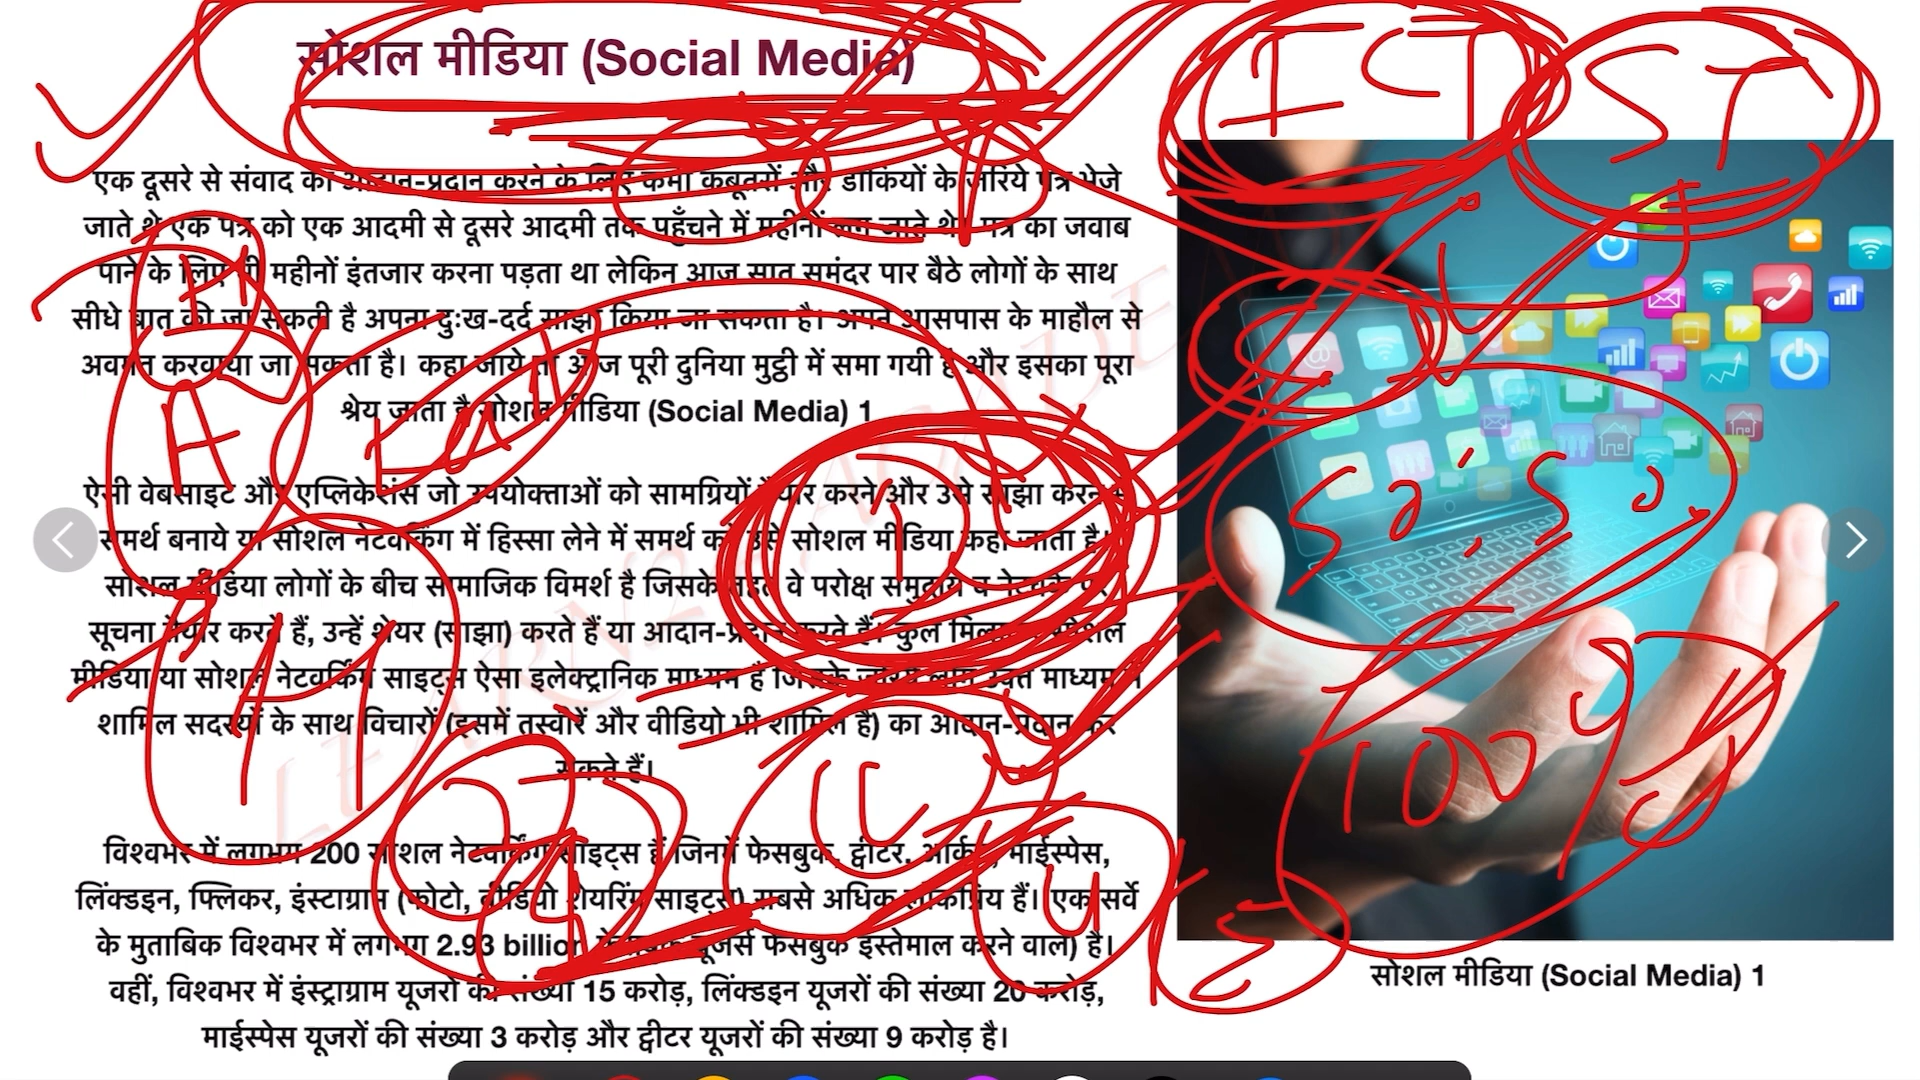 सोशल मीडिया (Social Media)
ICT
ST
एक दूसरे से संवाद का आदान-प्रदान करने के लिए कभी कबूतरों और डाकियों के जरिये पत्र भेजे
जाते थे एक पत्र को एक आदमी से दूसरे आदमी तक पहुँचने में महीनों लग जाते थे। पत्र का जवाब
पाने के लिए भी महीनों इंतजार करना पड़ता था लेकिन आज सात समंदर पार बैठे लोगों के साथ
सीधे बात की जा सकती है अपना दुःख-दर्द साझा किया जा सकता है। अपने आसपास के माहौल से
अवगत करवाया जा सकता है। कहा जाये तो आज पूरी दुनिया मुट्ठी में समा गयी है और इसका पूरा
श्रेय जाता है सोशल मीडिया (Social Media) 1
ऐसी वेबसाइट और एप्लिकेशंस जो उपयोक्ताओं को सामग्रियाँ तैयार करने और उसे साझा करने में
समर्थ बनाये या सोशल नेटवर्किंग में हिस्सा लेने में समर्थ करे उसे सोशल मीडिया कहा जाता है।
सोशल मीडिया लोगों के बीच सामाजिक विमर्श है जिसके तहत वे परोक्ष समुदाय व नेटवर्क पर
सूचना तैयार करते हैं, उन्हें शेयर (साझा) करते हैं या आदान-प्रदान करते हैं। कुल मिलाकर सोशल
मीडिया या सोशल नेटवर्किंग साइट्स ऐसा इलेक्ट्रानिक माध्यम है जिसके जरिये लोग उक्त माध्यम में
शामिल सदस्यों के साथ विचारों (इसमें तस्वीरें और वीडियो भी शामिल है) का आदान-प्रदान कर
सकते हैं।
100%
विश्वभर में लगभग 200 सोशल नेटवर्किंग साइट्स हैं जिनमें फेसबुक, ट्वीटर, आर्कुट, माईस्पेस,
लिंक्डइन, फ्लिकर, इंस्टाग्राम (फोटो, वीडियो शेयरिंग साइट्स) सबसे अधिक लोकप्रिय हैं। एक सर्वे
के मुताबिक विश्वभर में लगभग 2.93 billion फेसबुक यूजर्स फेसबुक इस्तेमाल करने वाले) हैं।
वहीं, विश्वभर में इंस्ट्राग्राम यूजरों की संख्या 15 करोड़, लिंक्डइन यूजरों की संख्या 20 करोड़,
माईस्पेस यूजरों की संख्या 3 करोड़ और ट्वीटर यूजरों की संख्या 9 करोड़ है।
सोशल मीडिया (Social Media) 1